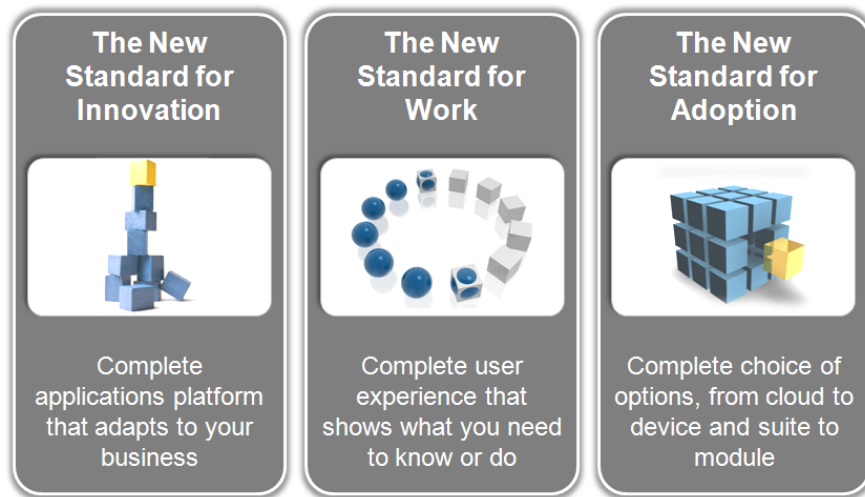 The New
Standard for
Innovation
Complete
applications platform
that adapts to your
business
The New
Standard for
Work
Complete user
experience that
shows what you need
to know or do
The New
Standard for
Adoption
Complete choice of
options, from cloud to
device and suite to
module